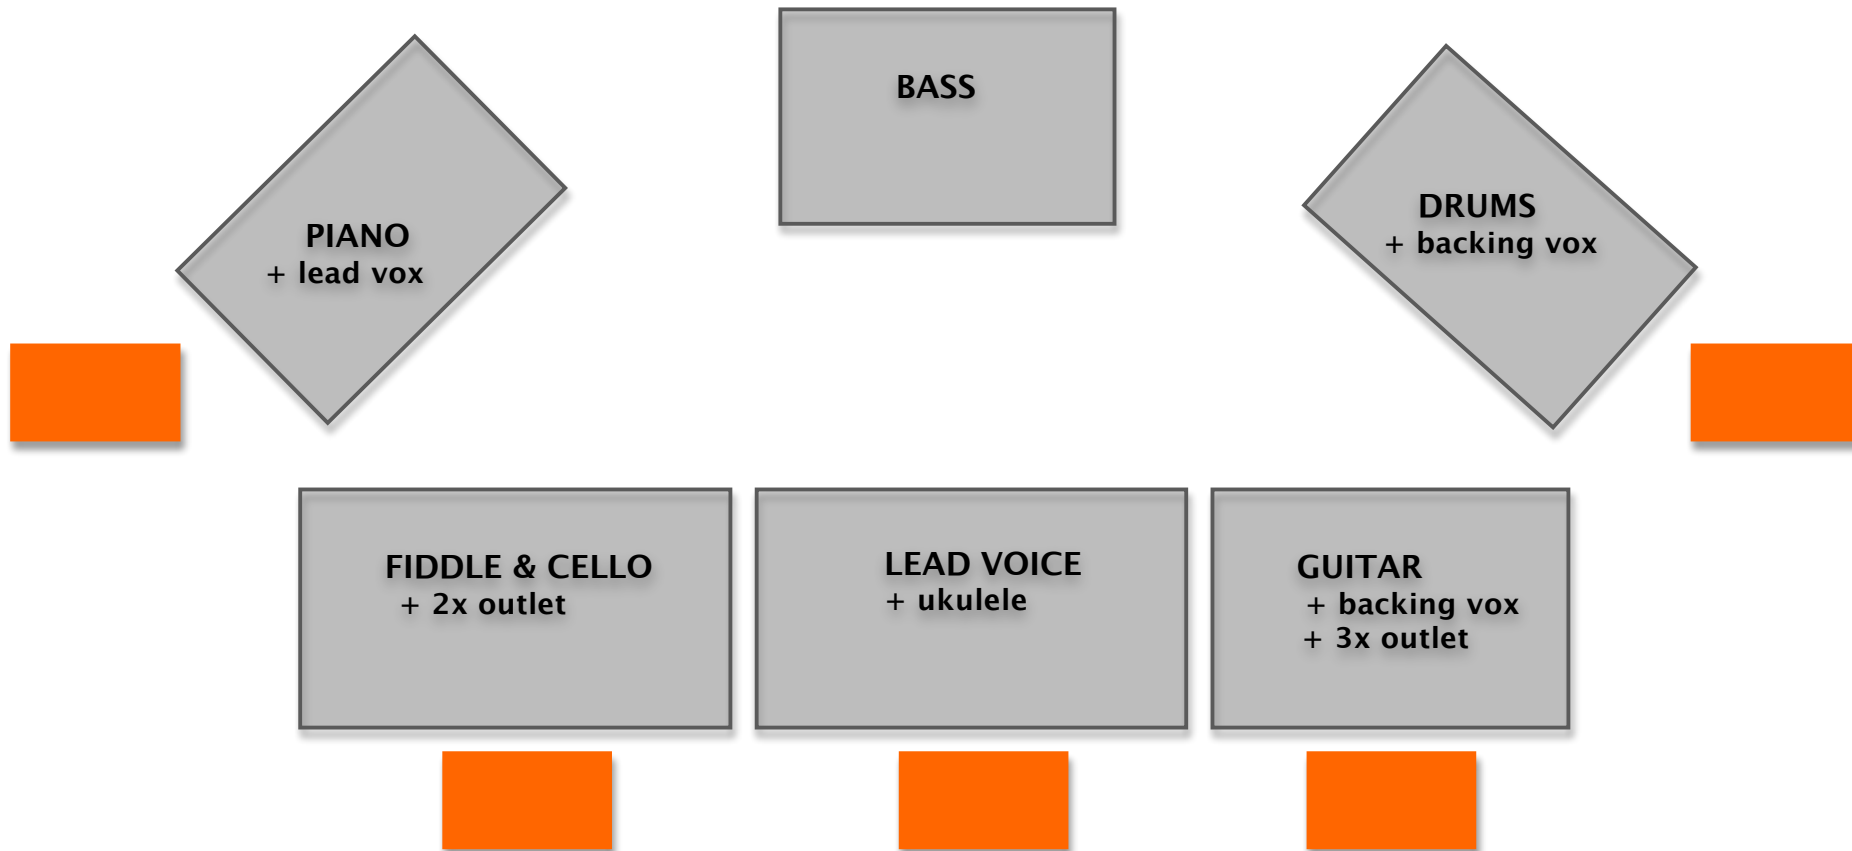 BASS
PIANO
+ lead vox
DRUMS
+ backing vox
FIDDLE & CELLO
+ 2x outlet
LEAD VOICE
+ ukulele
GUITAR
+ backing vox
+ 3x outlet